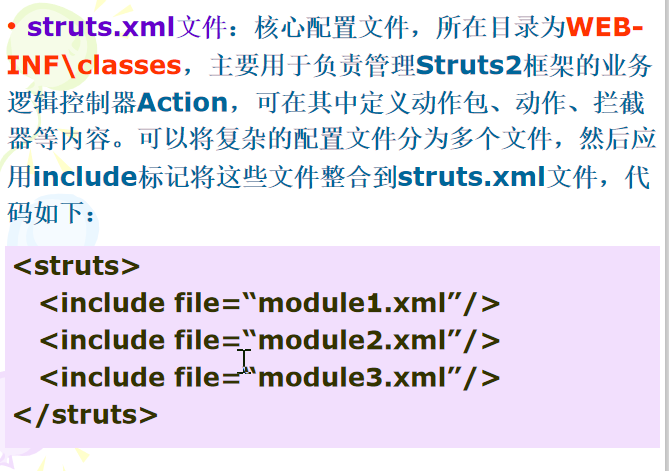 • struts.xml文件：核心配置文件，所在目录为WEB-
INF\classes，主要用于负责管理Struts2框架的业务
逻辑控制器Action，可在其中定义动作包、动作、拦截
器等内容。可以将复杂的配置文件分为多个文件，然后应
用include标记将这些文件整合到struts.xml文件，代
码如下：
<struts>
<include file=“module1.xml”/>
<include file=“module2.xml”/>
<include file=“module3.xml”/>
</struts>